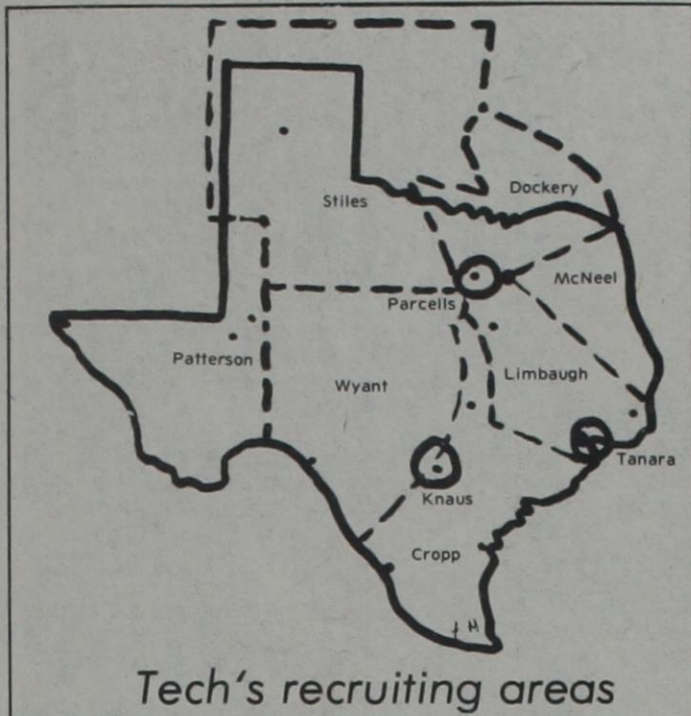 Dockery
Stiles
McNeel
Parcells
Patterson
Limbaugh
Wyant
Tanara
Knaus
Cropp
Tech's recruiting areas